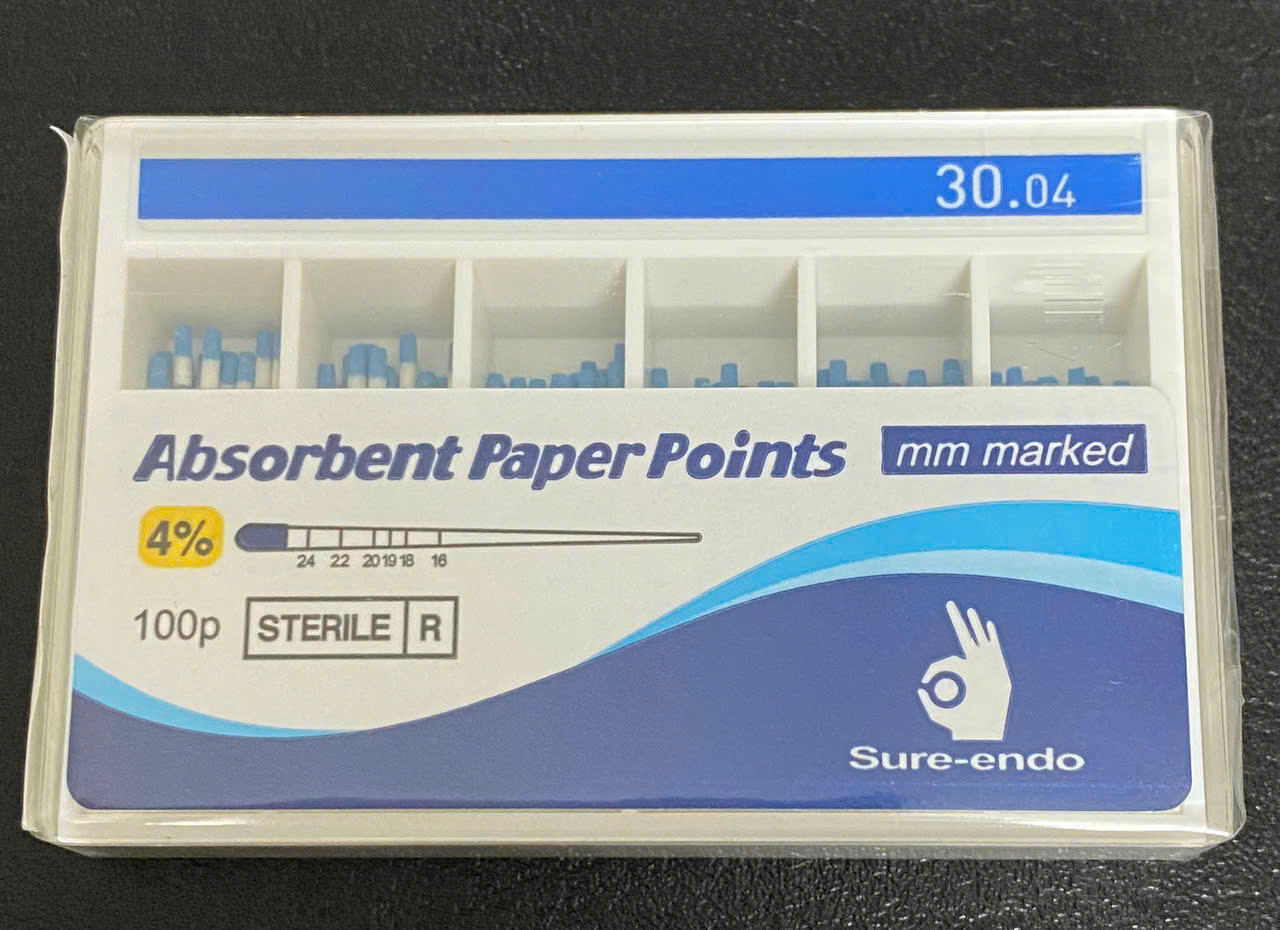 30.04
Absorbent Paper Points mm marked
4%
24 22 20 19 18 16
100p STERILE R
Sure-endo